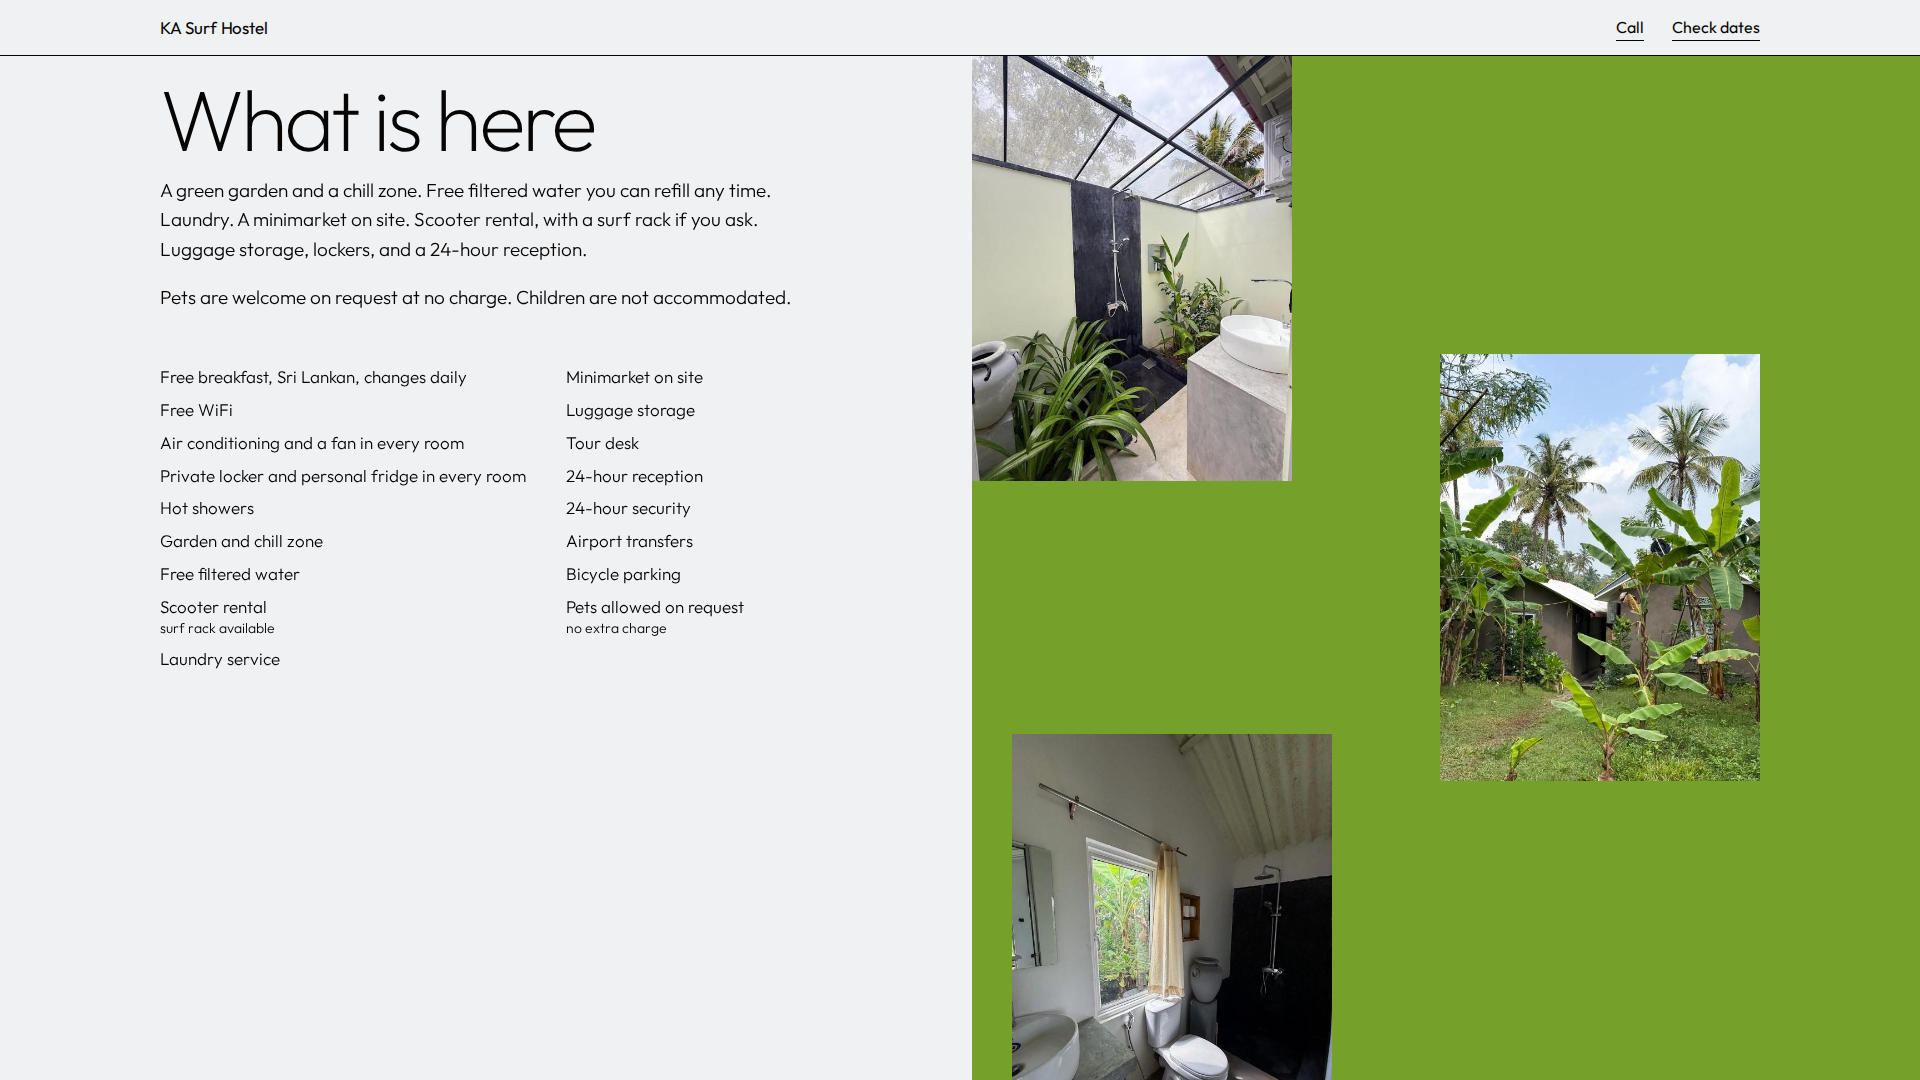 KA Surf Hostel
Call
Check dates
What is here
A green garden and a chill zone. Free filtered water you can refill any time.
Laundry. A minimarket on site. Scooter rental, with a surf rack if you ask.
Luggage storage, lockers, and a 24-hour reception.
Pets are welcome on request at no charge. Children are not accommodated.
Free breakfast, Sri Lankan, changes daily
Free WiFi
Air conditioning and a fan in every room
Private locker and personal fridge in every room
Hot showers
Garden and chill zone
Free filtered water
Scooter rental
surf rack available
Laundry service
Minimarket on site
Luggage storage
Tour desk
24-hour reception
24-hour security
Airport transfers
Bicycle parking
Pets allowed on request
no extra charge